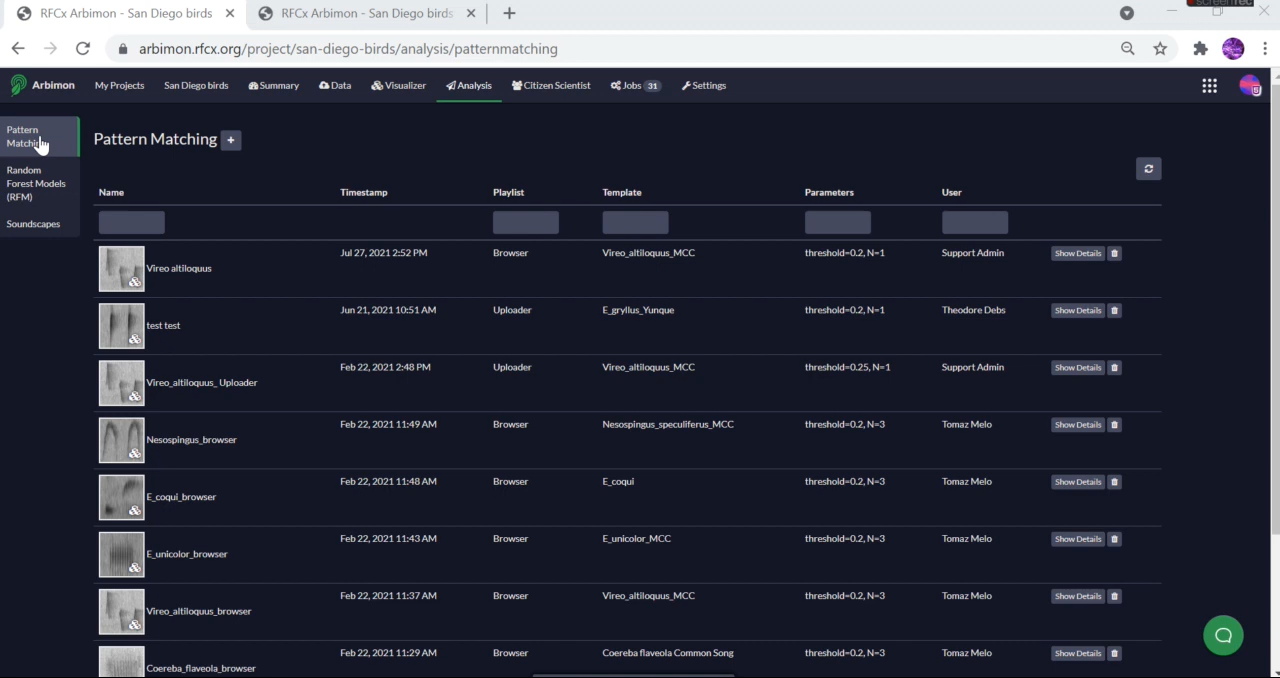 screenrec
RFCx Arbimon - San Diego birds
RFCx Arbimon - San Diego birds
arbimon.rfcx.org/project/san-diego-birds/analysis/patternmatching
Arbimon My Projects San Diego birds Summary Data Visualizer Analysis Citizen Scientist Jobs 31 Settings
Pattern
Matching
Random
Forest Models
(RFM)
Soundscapes
Pattern Matching +
Name Timestamp Playlist Template Parameters User
Vireo altiloquus Jul 27, 2021 2:52 PM Browser Vireo_altiloquus_MCC threshold=0.2, N=1 Support Admin Show Details
test test Jun 21, 2021 10:51 AM Uploader E_gryllus_Yunque threshold=0.2, N=1 Theodore Debs Show Details
Vireo_altiloquus_ Uploader Feb 22, 2021 2:48 PM Uploader Vireo_altiloquus_MCC threshold=0.25, N=1 Support Admin Show Details
Nesospingus_browser Feb 22, 2021 11:59 AM Browser Nesospingus_speculiferus_MCC threshold=0.2, N=3 Tomaz Melo Show Details
E_coqui_browser Feb 22, 2021 11:58 AM Browser E_coqui threshold=0.2, N=3 Tomaz Melo Show Details
E_unicolor_browser Feb 22, 2021 11:43 AM Browser E_unicolor_MCC threshold=0.2, N=3 Tomaz Melo Show Details
Vireo_altiloquus_browser Feb 22, 2021 11:37 AM Browser Vireo_altiloquus_MCC threshold=0.2, N=3 Tomaz Melo Show Details
Coereba_flaveola_browser Feb 22, 2021 11:29 AM Browser Coereba flaveola Common Song threshold=0.2, N=3 Tomaz Melo Show Details